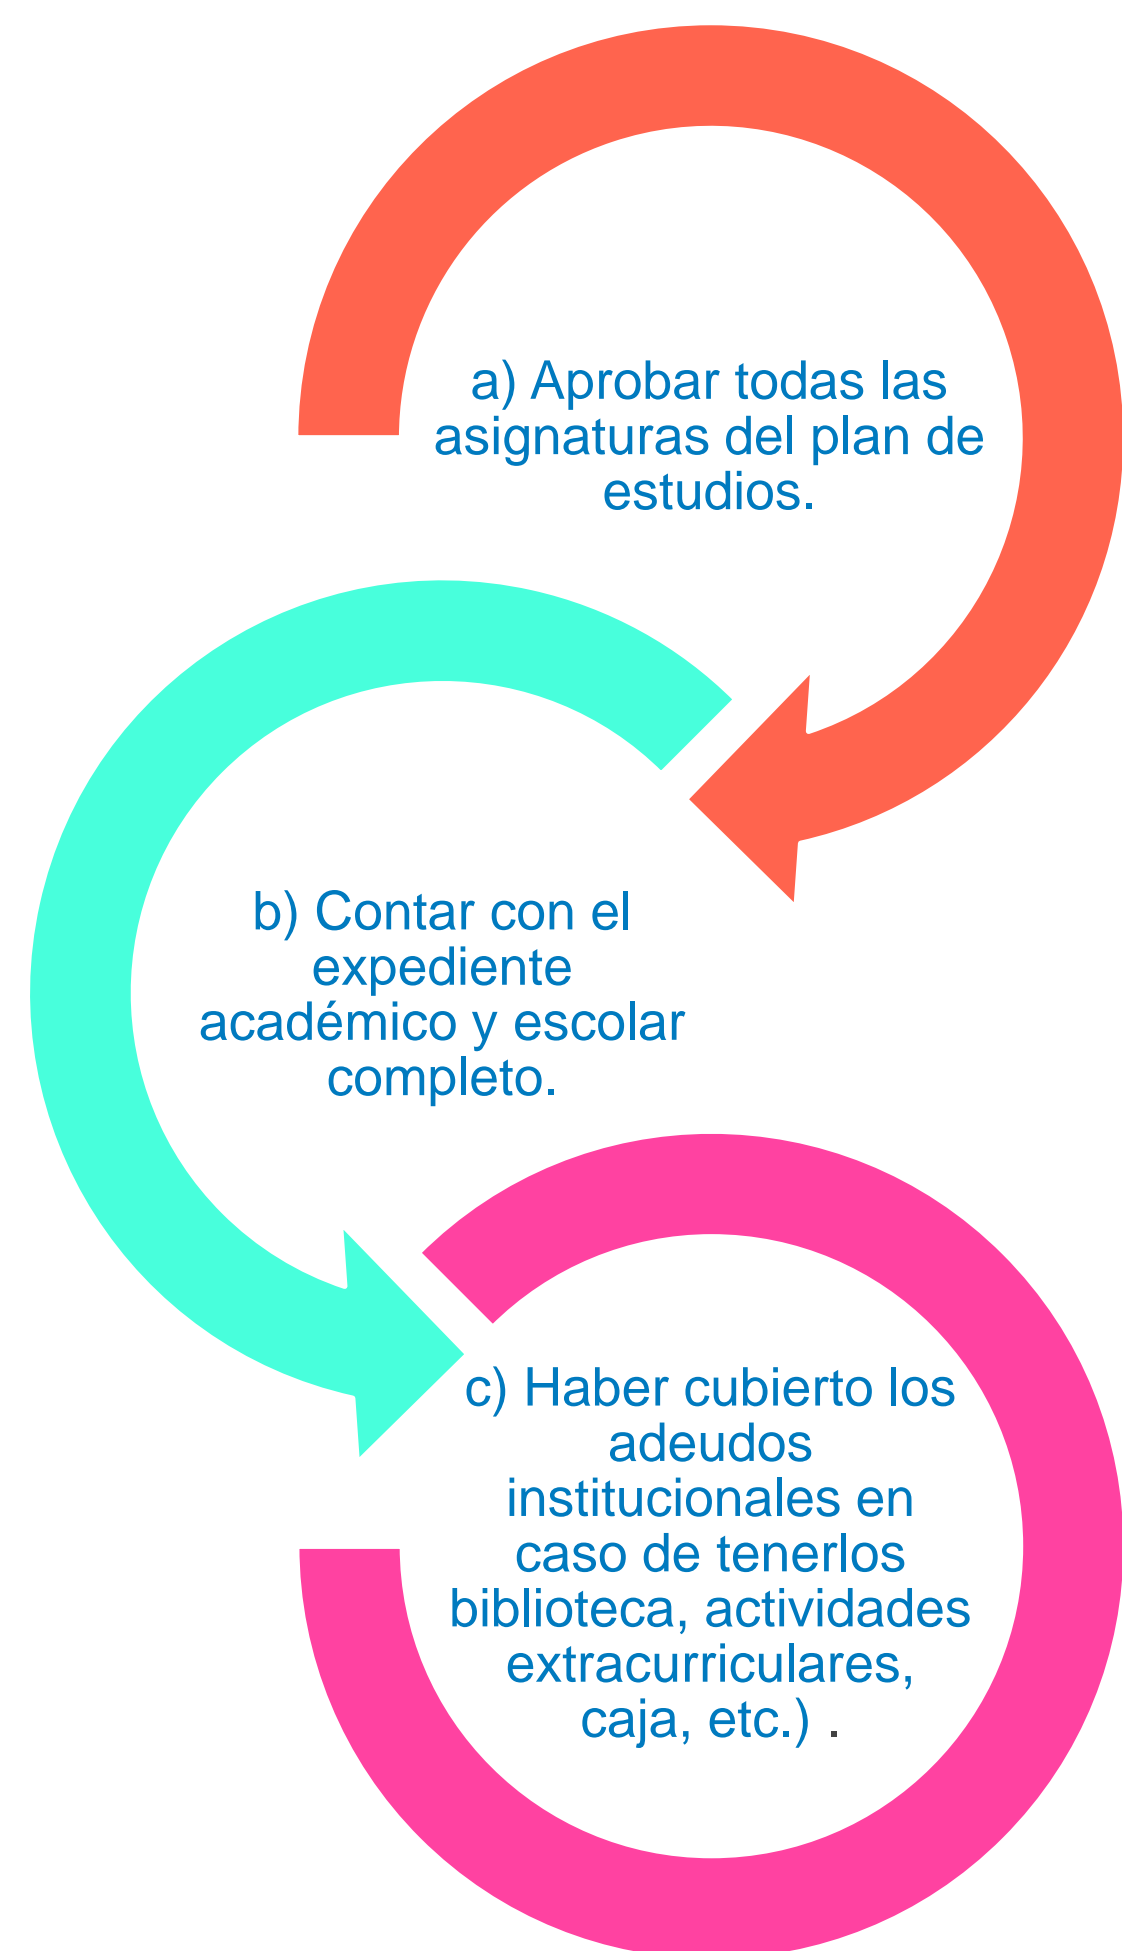 a) Aprobar todas las
asignaturas del plan de
estudios.
b) Contar con el
expediente
académico y escolar
completo.
c) Haber cubierto los
adeudos
institucionales en
caso de tenerlos
biblioteca, actividades
extracurriculares,
caja, etc.) .